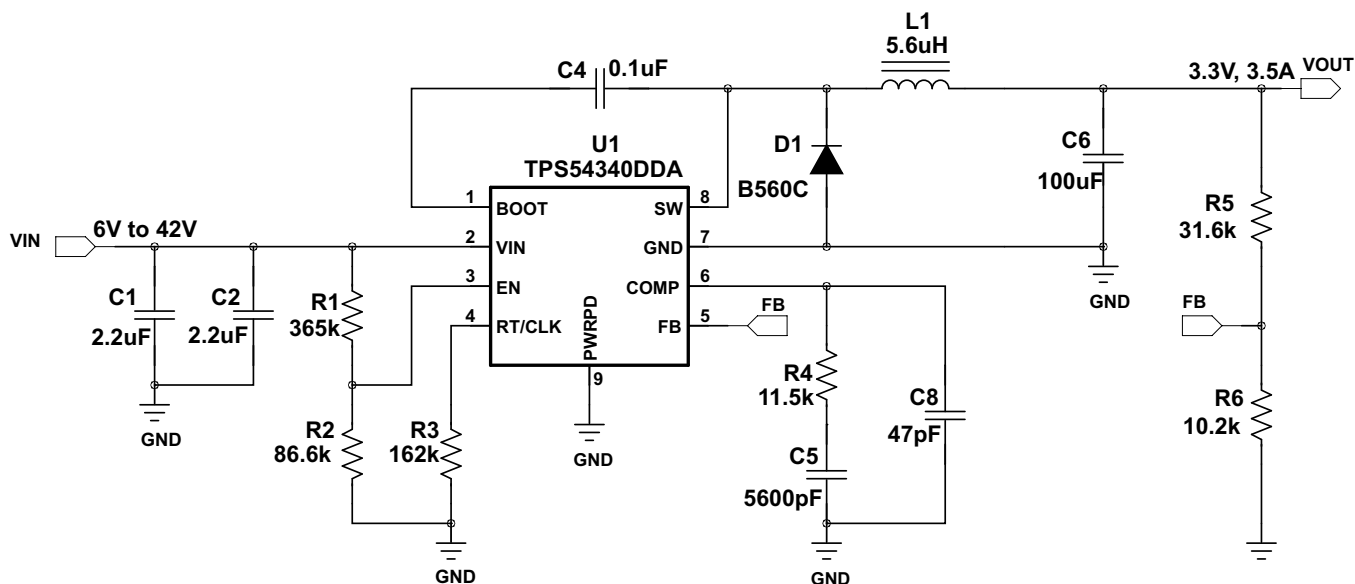 L1
5.6uH
C4
0.1uF
3.3V, 3.5A
VOUT
U1
TPS54340DDA
D1
B560C
C6
100uF
1
BOOT
SW
8
VIN
6V to 42V
2
VIN
GND
7
3
EN
COMP
6
4
RT/CLK
FB
5
FB
PWRPD
9
GND
C1
2.2uF
C2
2.2uF
GND
R1
365k
R2
86.6k
R3
162k
GND
R4
11.5k
C8
47pF
C5
5600pF
GND
GND
R5
31.6k
FB
R6
10.2k
GND